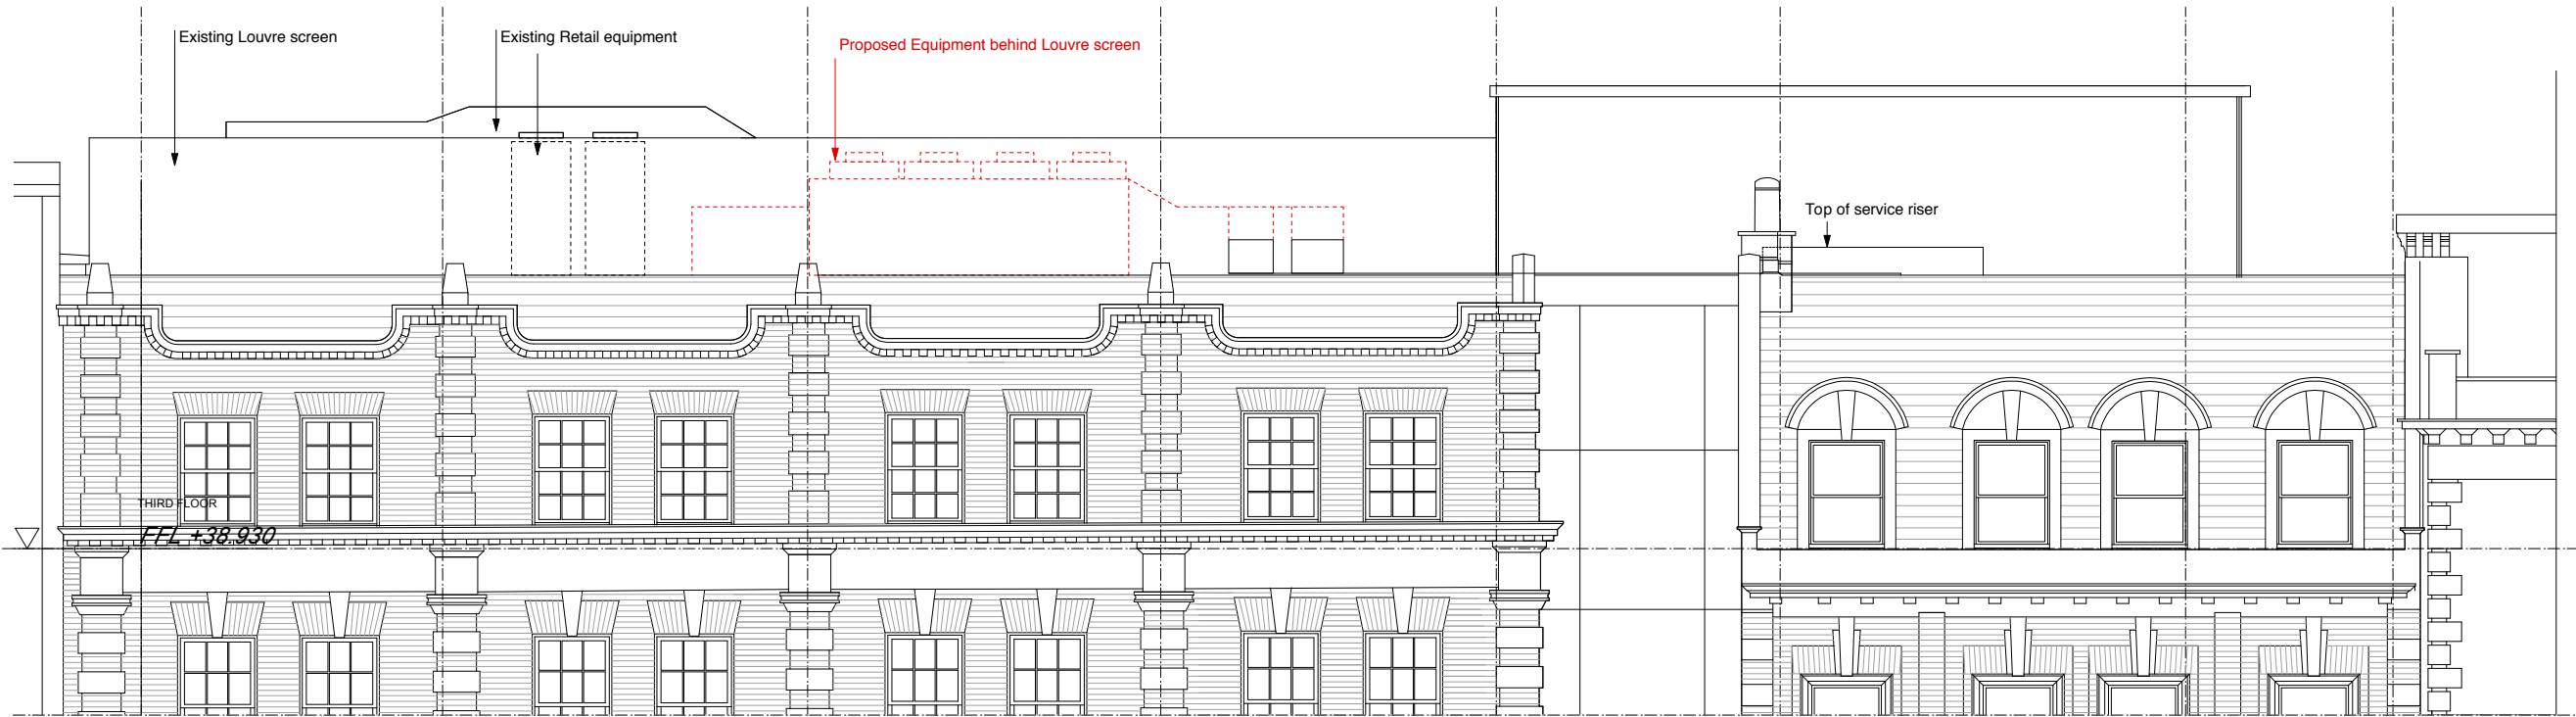 Existing Louvre screen
Existing Retail equipment
Proposed Equipment behind Louvre screen
Top of service riser
THIRD FLOOR
FFL +38.930